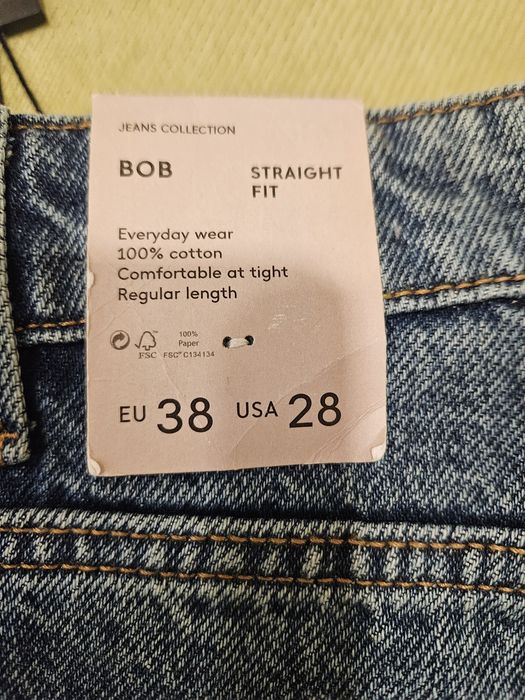 JEANS COLLECTION
BOB
STRAIGHT
FIT
Everyday wear
100% cotton
Comfortable at tight
Regular length
100%
Paper
FSC FSC® C134134
EU 38 USA 28